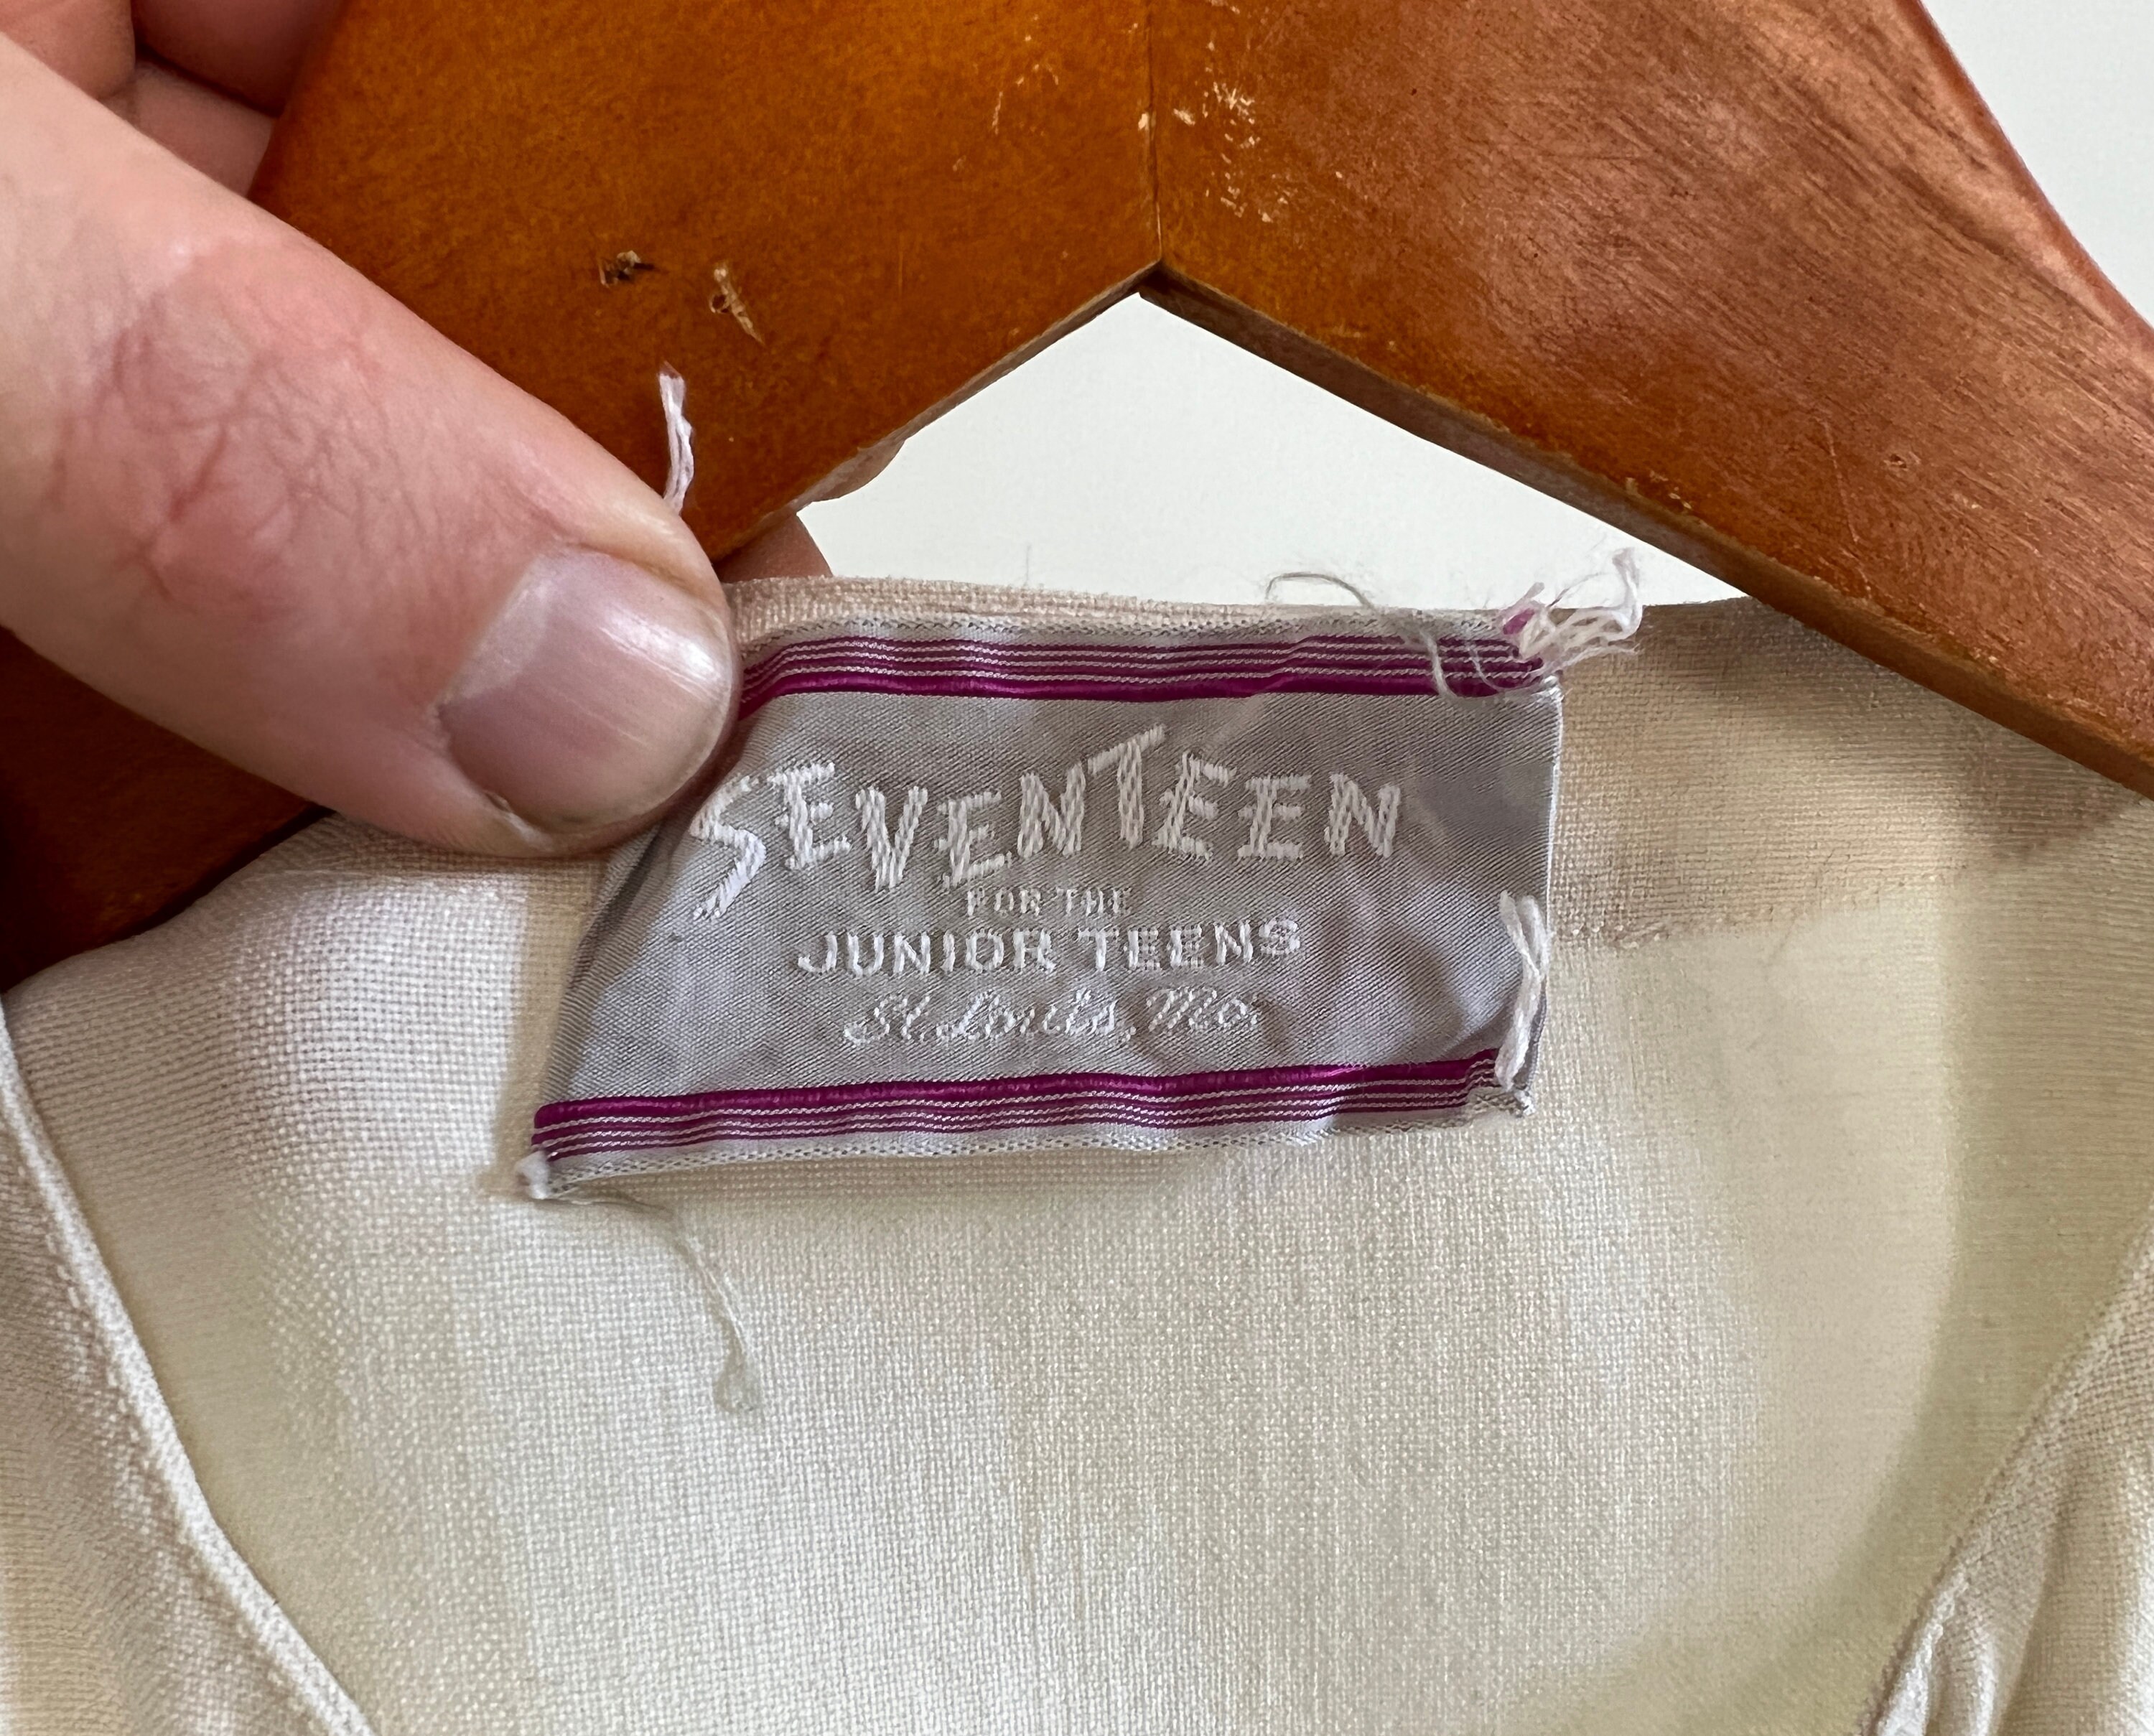 SEVENTEEN
FOR THE
JUNIOR TEENS
St. Louis, Mo.